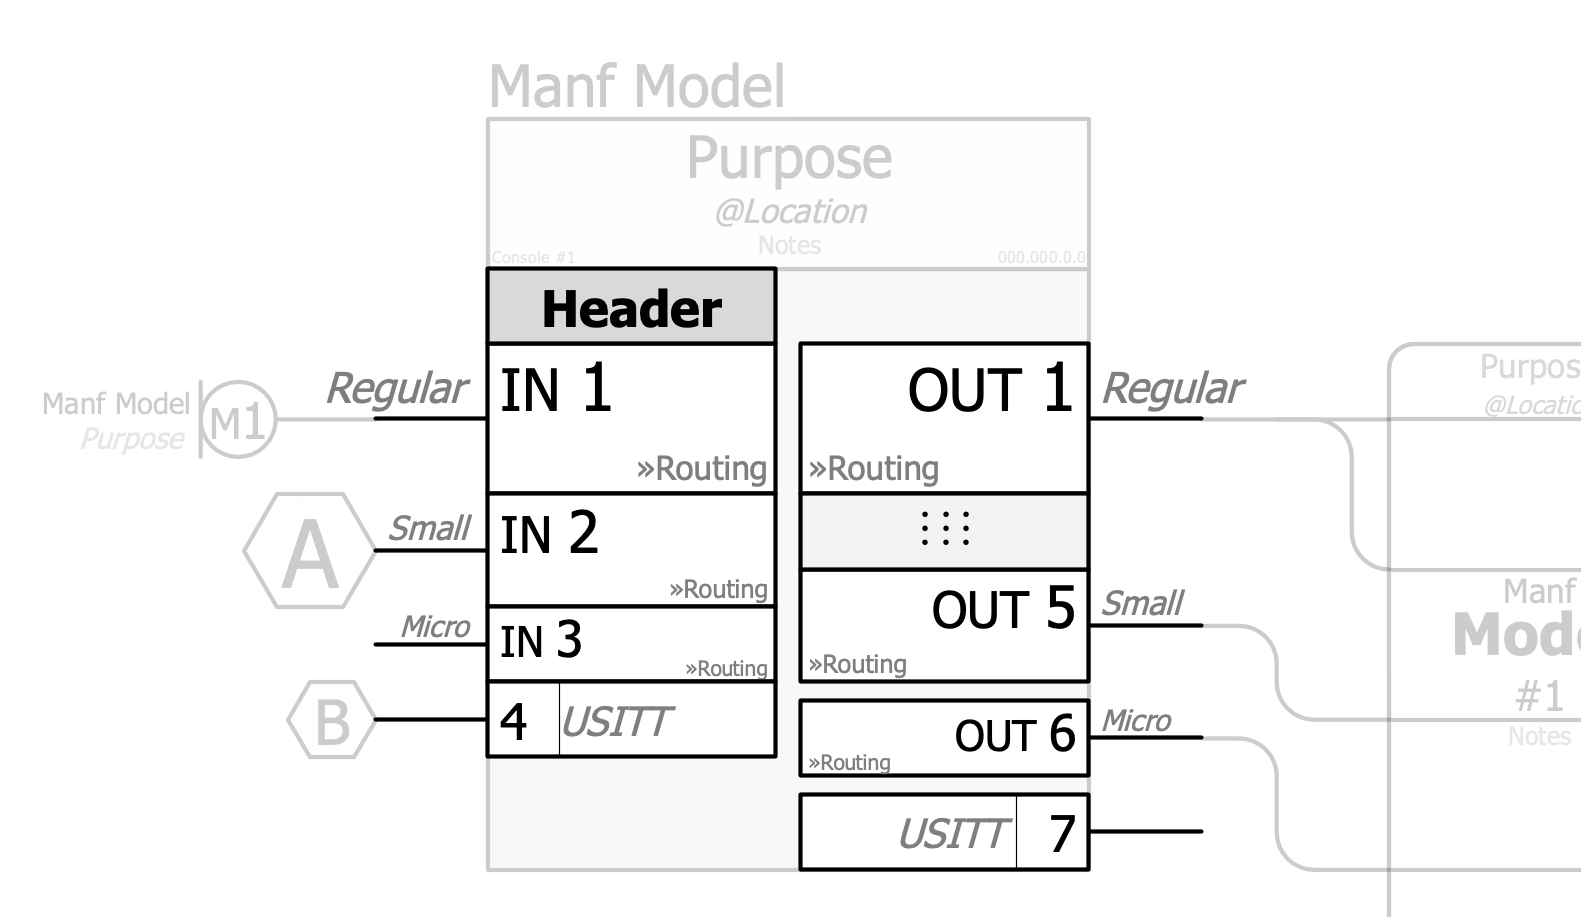 Manf Model
Purpose
@Location
Notes
Console #1
000.000.0.0
Header
Manf Model
Purpose
M1
Regular
IN 1
»Routing
A
Small
IN 2
»Routing
Micro
IN 3
»Routing
B
4
USITT
OUT 1
Regular
»Routing
OUT 5
Small
»Routing
OUT 6
Micro
»Routing
USITT
7
Purpos
@Locatio
Manf
Mode
#1
Notes